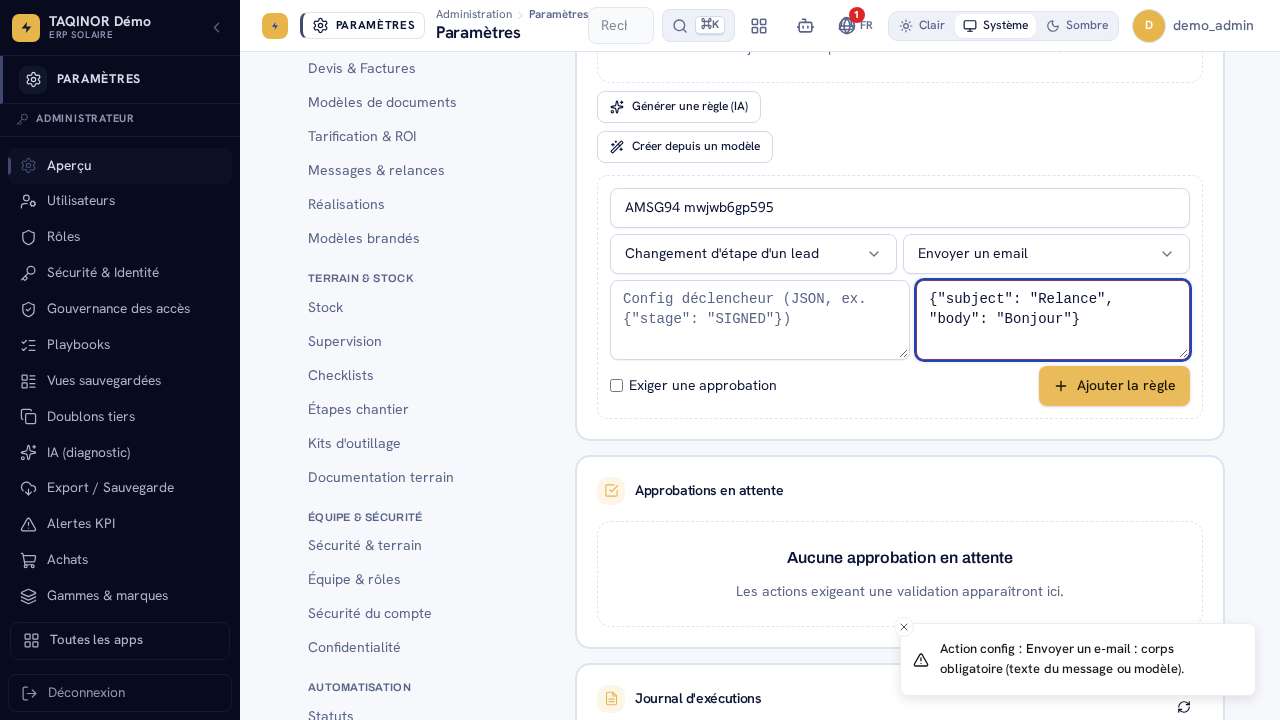 TAQINOR Démo
ERP SOLAIRE
PARAMÈTRES
ADMINISTRATEUR
Aperçu
Utilisateurs
Rôles
Sécurité & Identité
Gouvernance des accès
Playbooks
Vues sauvegardées
Doublons tiers
IA (diagnostic)
Export / Sauvegarde
Alertes KPI
Achats
Gammes & marques
Toutes les apps
Déconnexion
PARAMÈTRES
Administration
Paramètres
Paramètres
Rech
⌘K
1
FR
Clair
Système
Sombre
D
demo_admin
Devis & Factures
Modèles de documents
Tarification & ROI
Messages & relances
Réalisations
Modèles brandés
TERRAIN & STOCK
Stock
Supervision
Checklists
Étapes chantier
Kits d'outillage
Documentation terrain
ÉQUIPE & SÉCURITÉ
Sécurité & terrain
Équipe & rôles
Sécurité du compte
Confidentialité
AUTOMATISATION
Statuts
Générer une règle (IA)
Créer depuis un modèle
AMSG94 mwjwb6gp595
Changement d'étape d'un lead
Envoyer un email
Config déclencheur (JSON, ex.
{"stage": "SIGNED"})
{"subject": "Relance",
"body": "Bonjour"}
Exiger une approbation
Ajouter la règle
Approbations en attente
Aucune approbation en attente
Les actions exigeant une validation apparaîtront ici.
Journal d'exécutions
Action config : Envoyer un e-mail : corps
obligatoire (texte du message ou modèle).